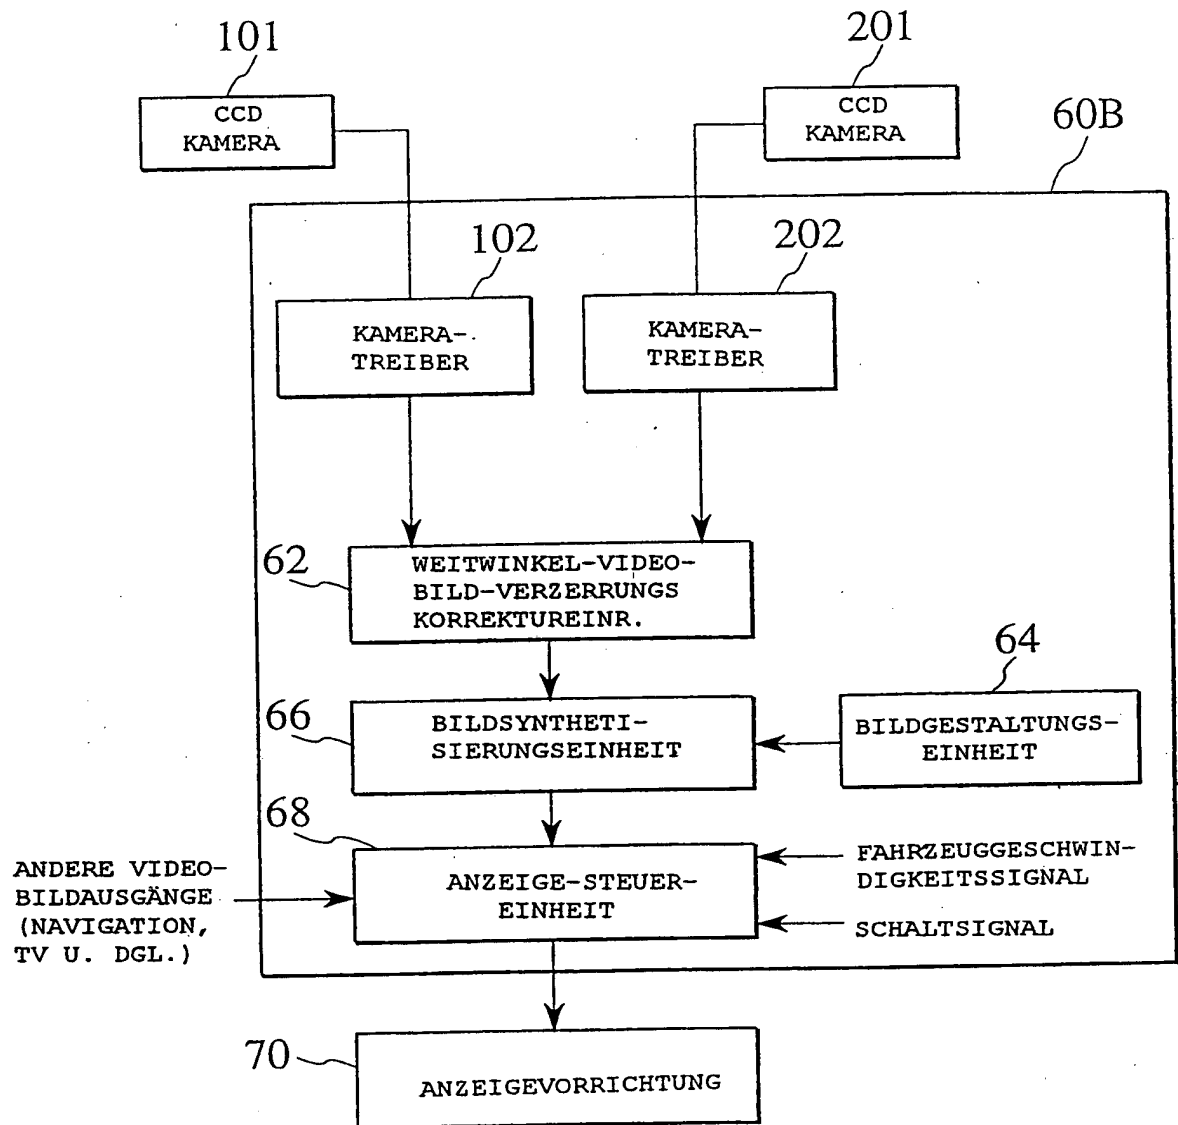 101
201
CCD
KAMERA
CCD
KAMERA
60B
102
202
KAMERA-
TREIBER
KAMERA-
TREIBER
62
WEITWINKEL-VIDEO-
BILD-VERZERRUNGS
KORREKTUREINR.
64
66
BILDSYNTHETI-
SIERUNGSEINHEIT
BILDGESTALTUNGS-
EINHEIT
68
ANDERE VIDEO-
BILDAUSGÄNGE
(NAVIGATION,
TV U. DGL.)
ANZEIGE-STEUER-
EINHEIT
FAHRZEUGGESCHWIN-
DIGKEITSSIGNAL
SCHALTSIGNAL
70
ANZEIGEVORRICHTUNG